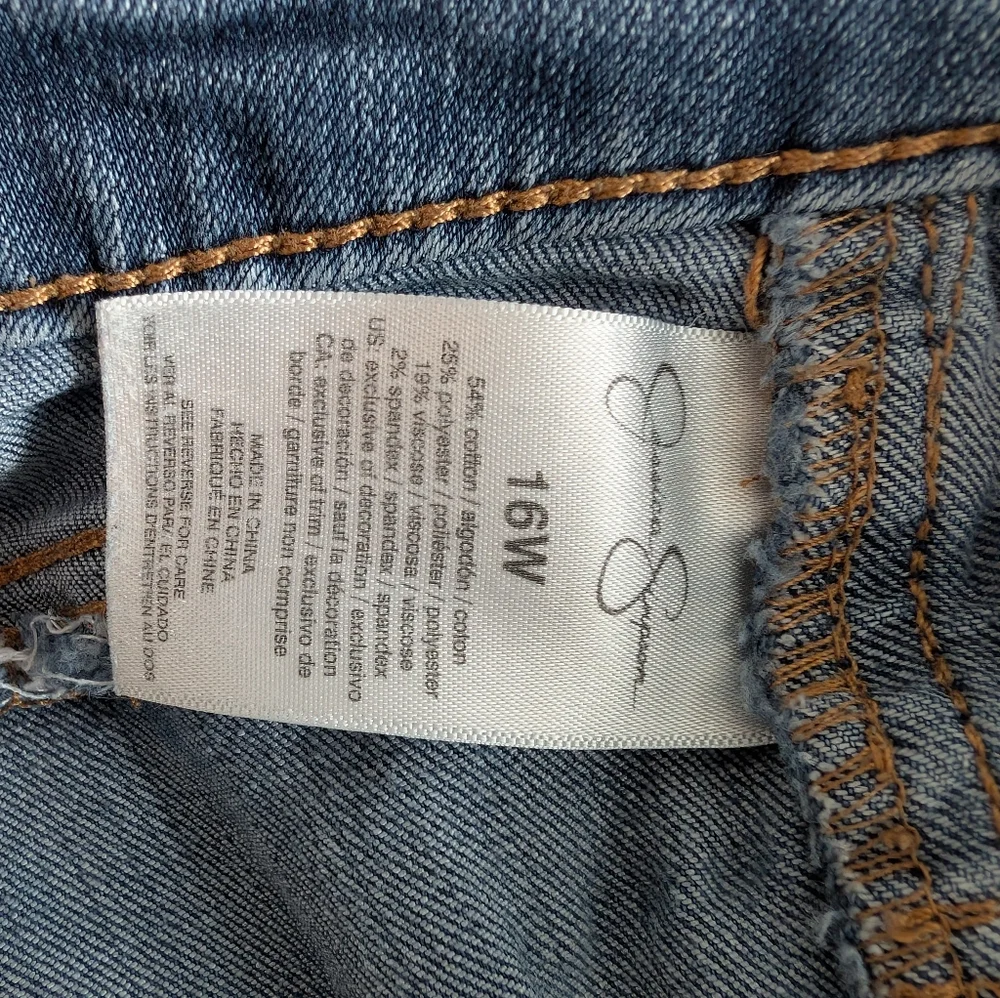 Jessica Simpson
16W
54% cotton / algodón / coton
25% polyester / poliéster / polyester
19% viscose / viscosa / viscose
2% spandex / spandex / spandex
US: exclusive of decoration / exclusivo
de decoración / sauf la décoration
CA: exclusive of trim / exclusivo de
borde / garniture non comprise
MADE IN CHINA
HECHO EN CHINA
FABRIQUÉ EN CHINE
SEE REVERSE FOR CARE
VER AL REVERSO PARA EL CUIDADO
VOIR LES INSTRUCTIONS D'ENTRETIEN AU DOS